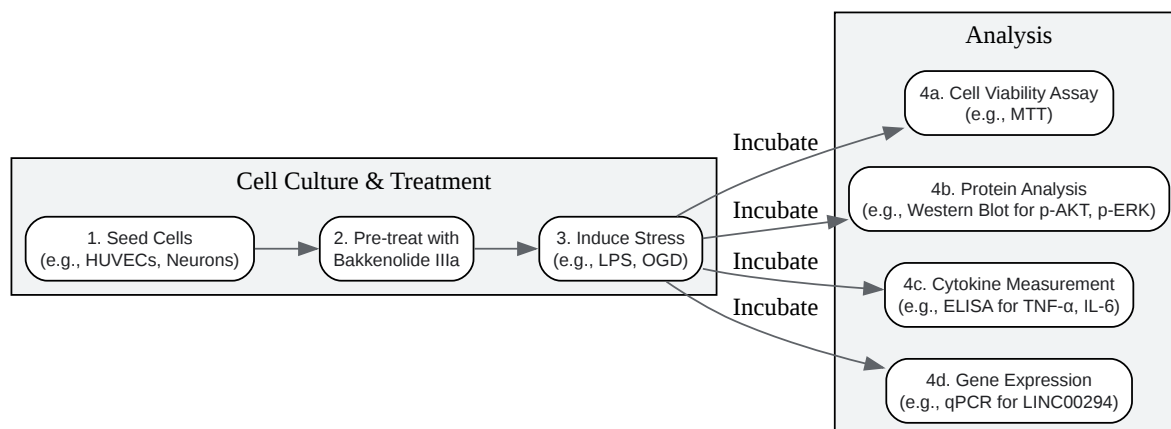 Cell Culture & Treatment
1. Seed Cells
(e.g., HUVECs, Neurons)
2. Pre-treat with
Bakkenolide IIIa
3. Induce Stress
(e.g., LPS, OGD)
Incubate
Incubate
Incubate
Incubate
Analysis
4a. Cell Viability Assay
(e.g., MTT)
4b. Protein Analysis
(e.g., Western Blot for p-AKT, p-ERK)
4c. Cytokine Measurement
(e.g., ELISA for TNF-α, IL-6)
4d. Gene Expression
(e.g., qPCR for LINC00294)